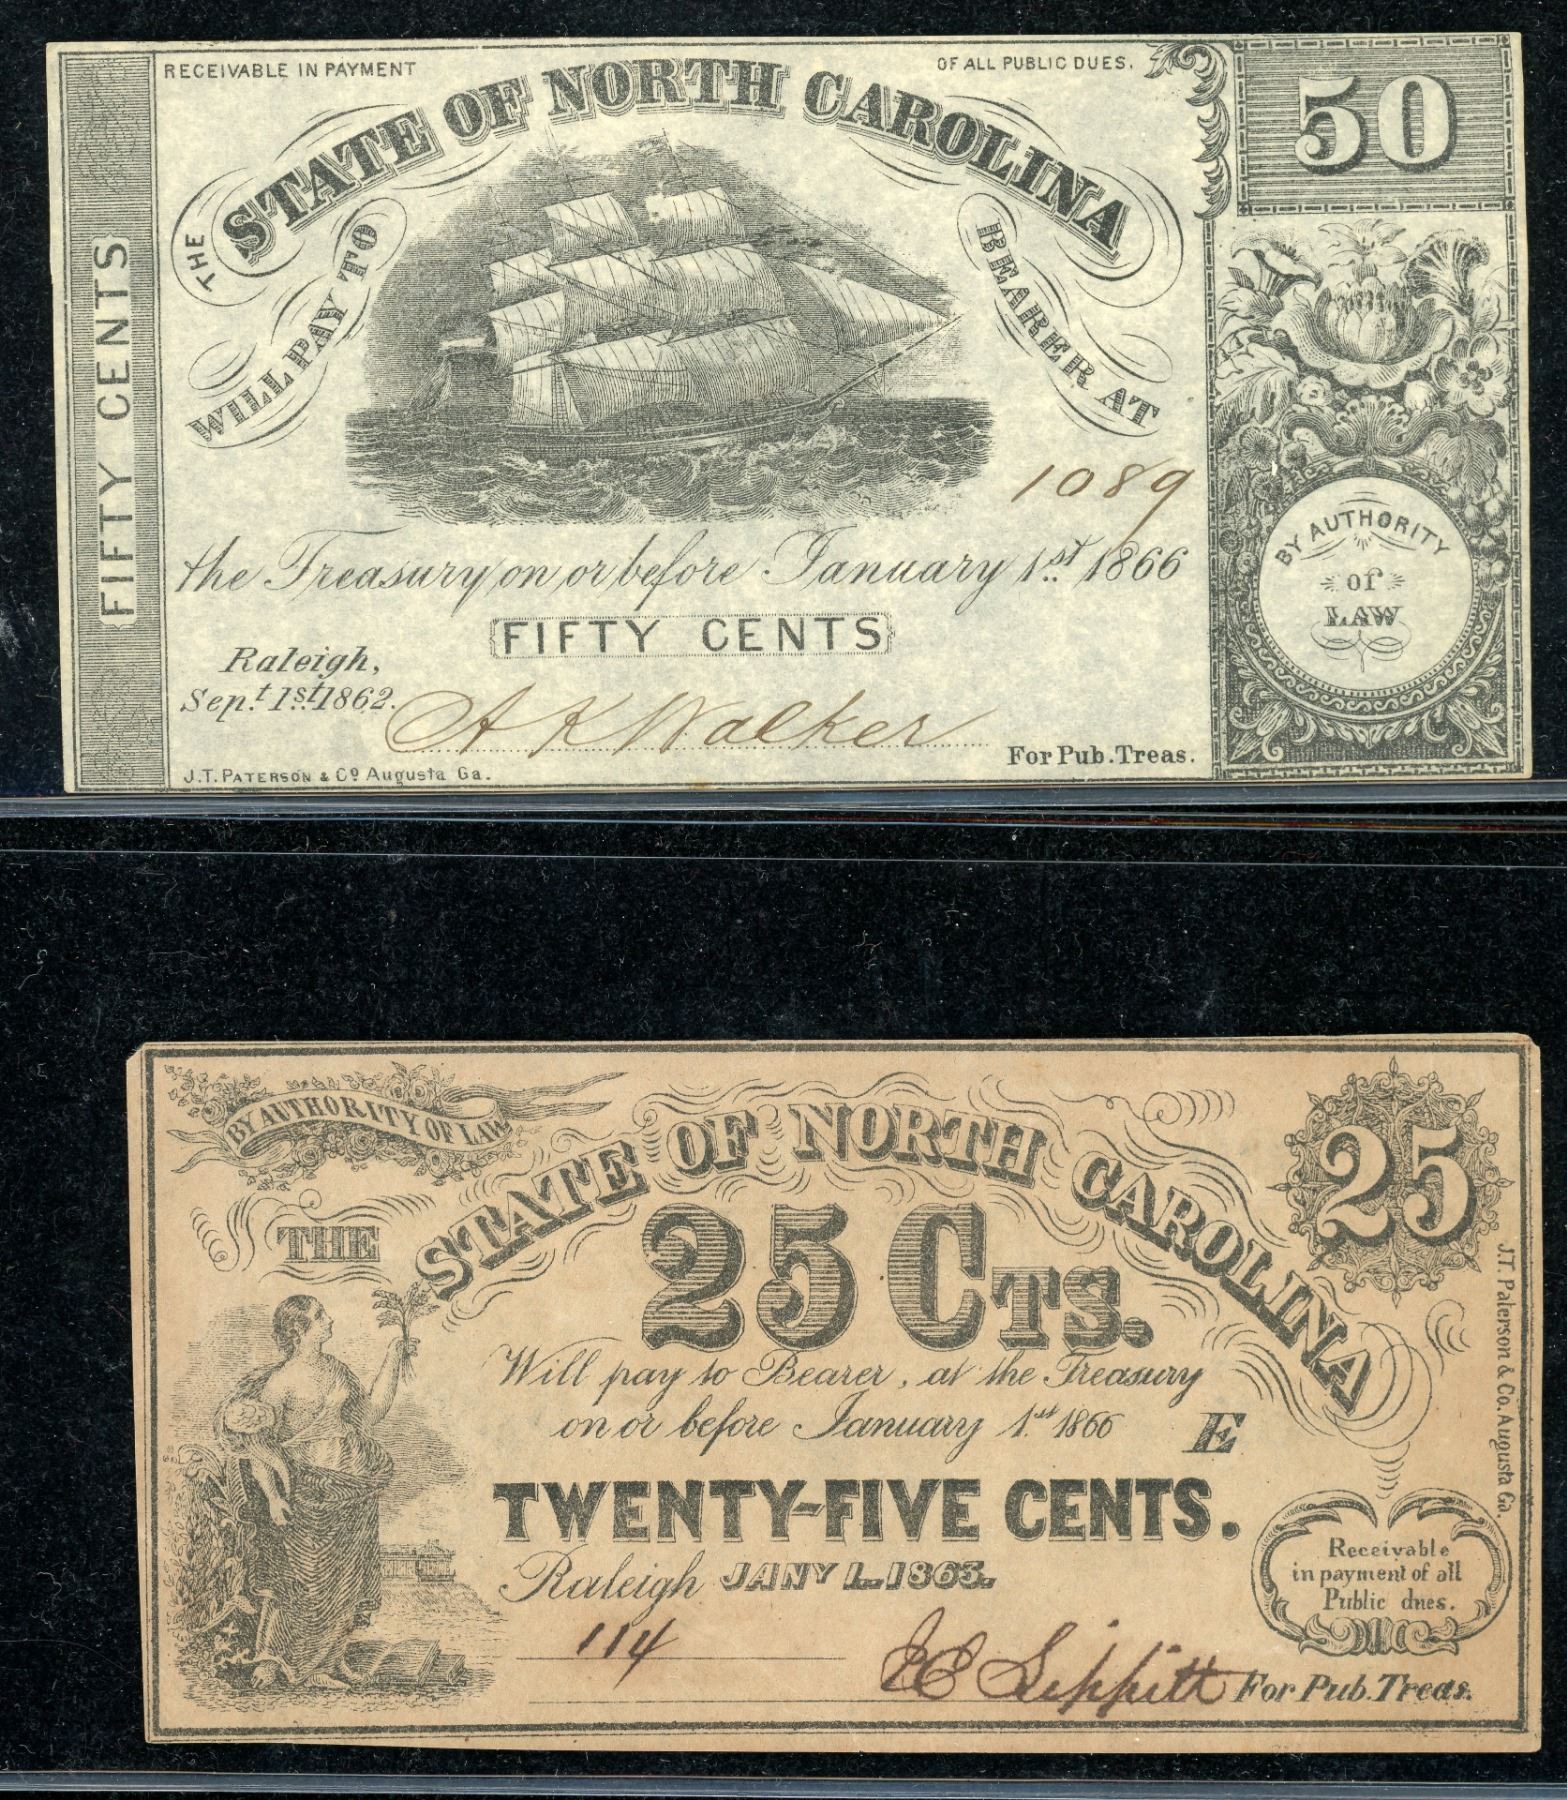 RECEIVABLE IN PAYMENT OF ALL PUBLIC DUES.
50
THE STATE OF NORTH CAROLINA
WILL PAY TO BEARER AT
FIFTY CENTS
1089
the Treasury on or before January 1st 1866
BY AUTHORITY
of
LAW
FIFTY CENTS
Raleigh,
Sept. 1st 1862.
A K Walker
For Pub. Treas.
J.T. PATERSON & Co Augusta Ga.
BY AUTHORITY OF LAW
25
THE STATE OF NORTH CAROLINA
25 CTS.
Will pay to Bearer, at the Treasury
on or before January 1st 1866
E
TWENTY-FIVE CENTS.
Raleigh JANY 1. 1863.
J.T. Paterson & Co. Augusta Ga.
Receivable
in payment of all
Public dues.
114
For Pub. Treas.